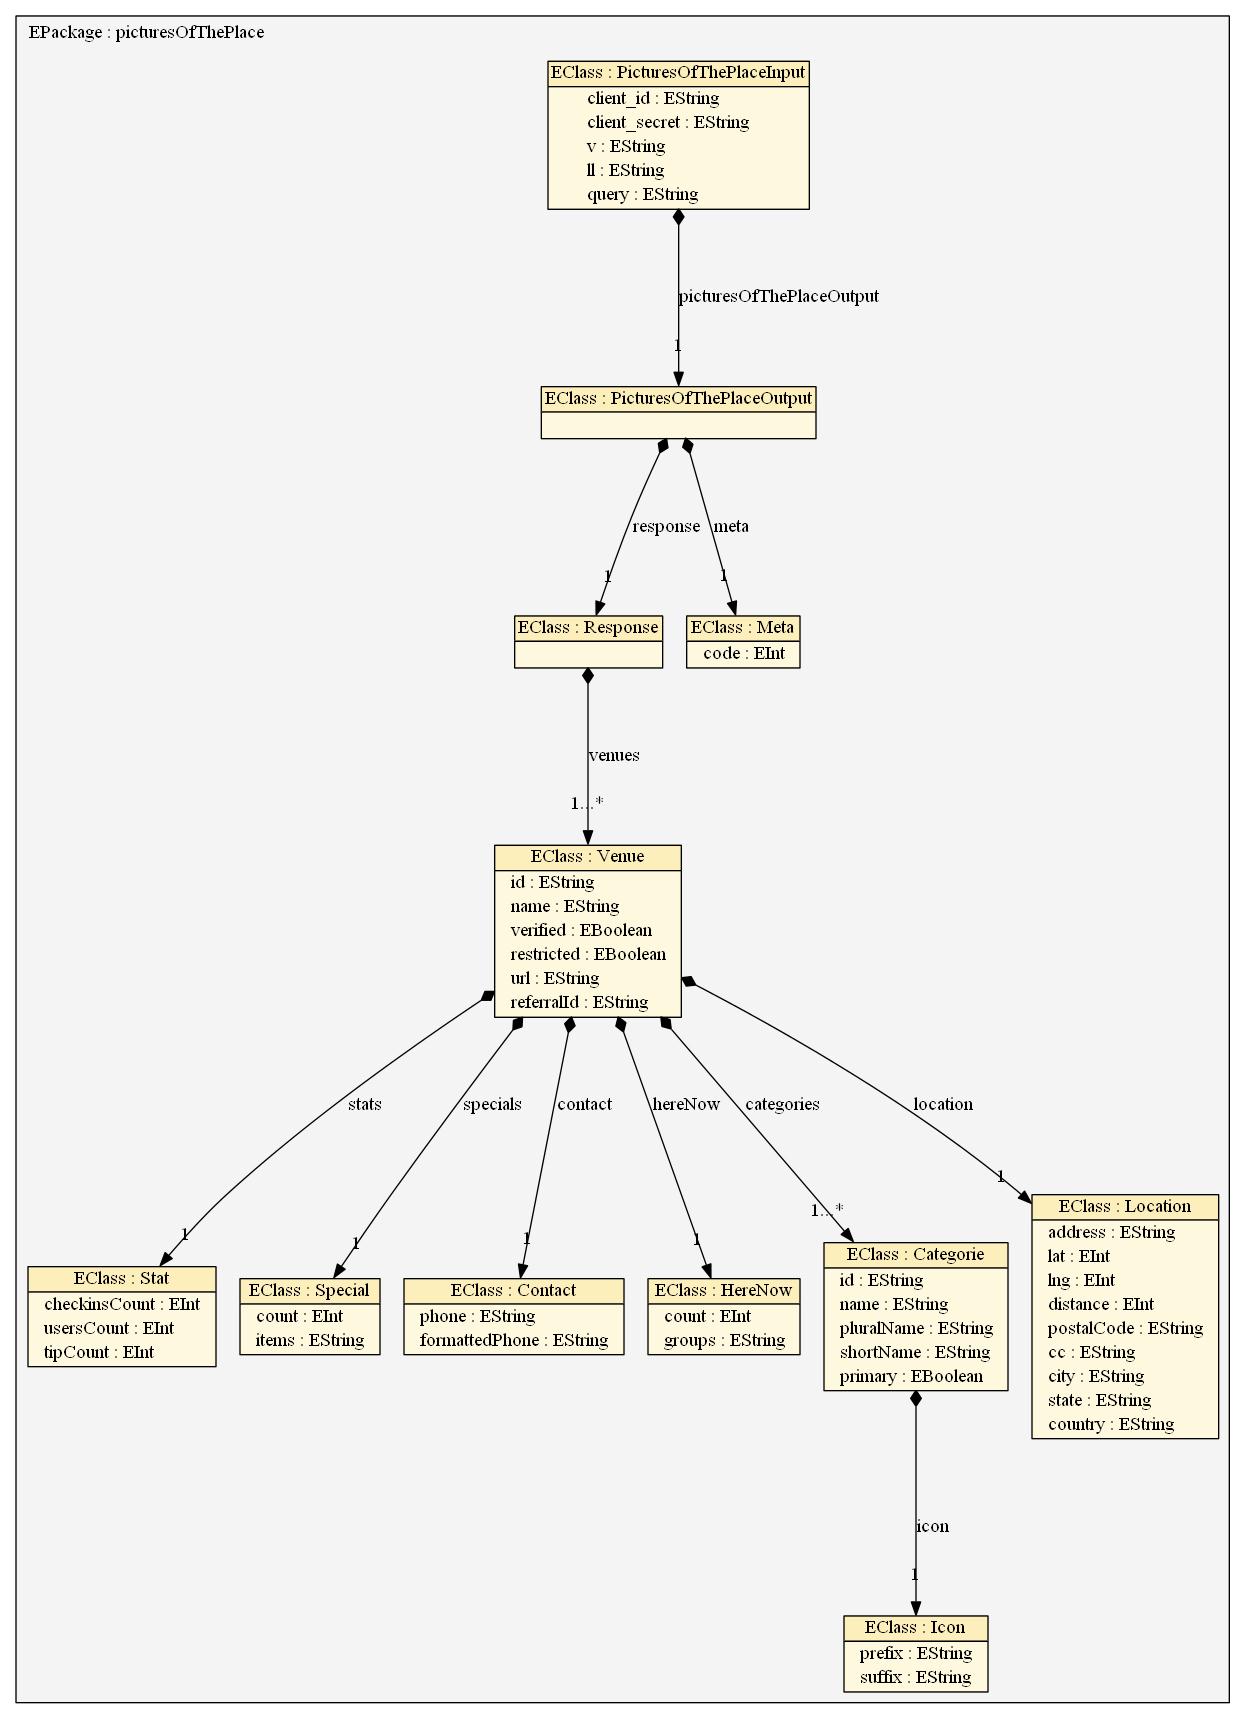 EPackage : picturesOfThePlace
EClass : PicturesOfThePlaceInput
client_id : EString
client_secret : EString
v : EString
ll : EString
query : EString
picturesOfThePlaceOutput
1
EClass : PicturesOfThePlaceOutput
response
meta
1
1
EClass : Response
EClass : Meta
code : EInt
venues
1...*
EClass : Venue
id : EString
name : EString
verified : EBoolean
restricted : EBoolean
url : EString
referralId : EString
stats
specials
contact
hereNow
categories
location
1
1
1
1
1...*
1
EClass : Stat
checkinsCount : EInt
usersCount : EInt
tipCount : EInt
EClass : Special
count : EInt
items : EString
EClass : Contact
phone : EString
formattedPhone : EString
EClass : HereNow
count : EInt
groups : EString
EClass : Categorie
id : EString
name : EString
pluralName : EString
shortName : EString
primary : EBoolean
EClass : Location
address : EString
lat : EInt
lng : EInt
distance : EInt
postalCode : EString
cc : EString
city : EString
state : EString
country : EString
icon
1
EClass : Icon
prefix : EString
suffix : EString